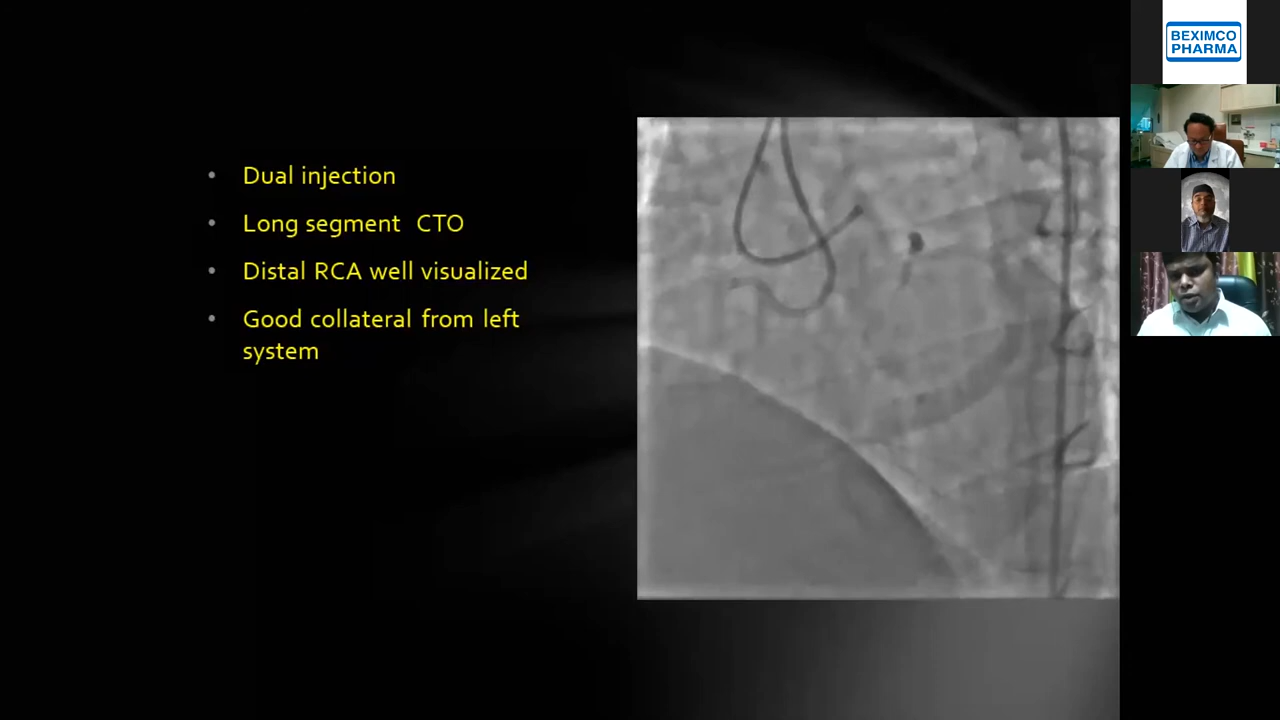 Dual injection
Long segment CTO
Distal RCA well visualized
Good collateral from left
system
BEXIMCO
PHARMA